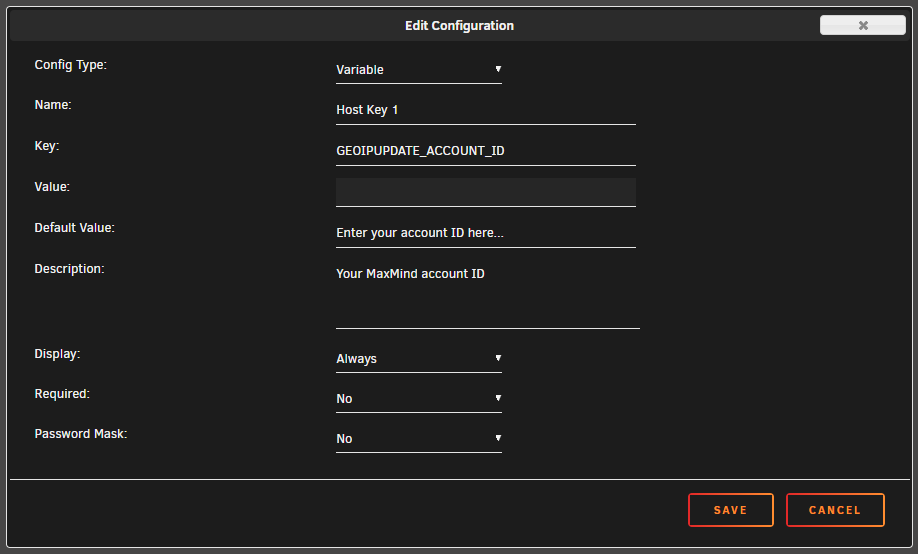 Edit Configuration
Config Type: Variable
Name: Host Key 1
Key: GEOIPUPDATE_ACCOUNT_ID
Value:
Default Value: Enter your account ID here...
Description: Your MaxMind account ID
Display: Always
Required: No
Password Mask: No
SAVE CANCEL